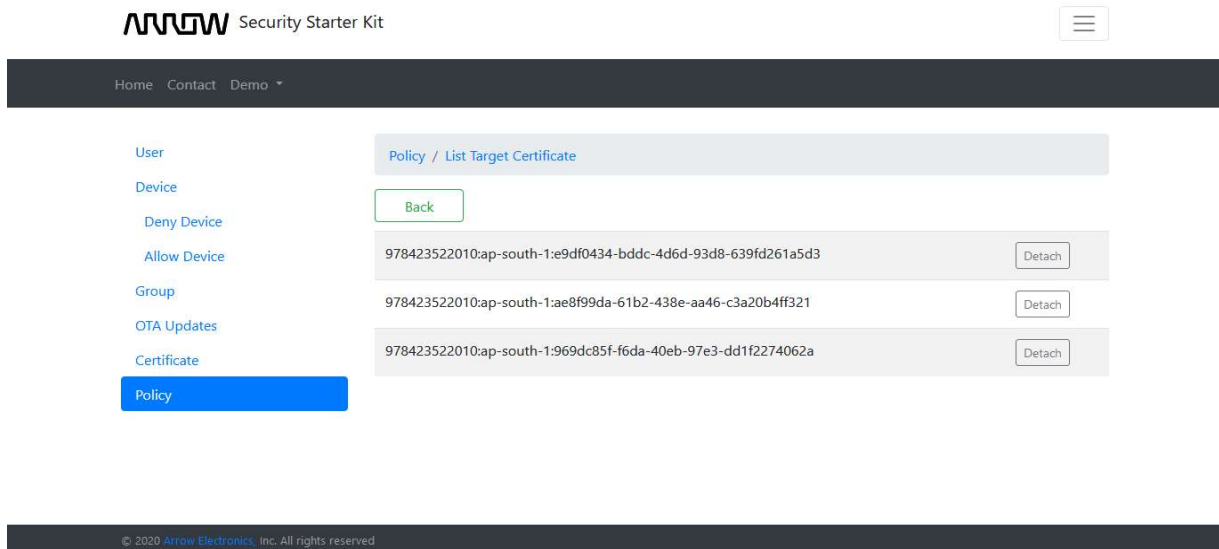 ARROW Security Starter Kit
Home Contact Demo
User
Device
Deny Device
Allow Device
Group
OTA Updates
Certificate
Policy
Policy / List Target Certificate
Back
978423522010:ap-south-1:e9df0434-bddc-4d6d-93d8-639fd261a5d3 Detach
978423522010:ap-south-1:ae8f99da-61b2-438e-aa46-c3a20b4ff321 Detach
978423522010:ap-south-1:969dc85f-f6da-40eb-97e3-dd1f2274062a Detach
© 2020 Arrow Electronics, Inc. All rights reserved